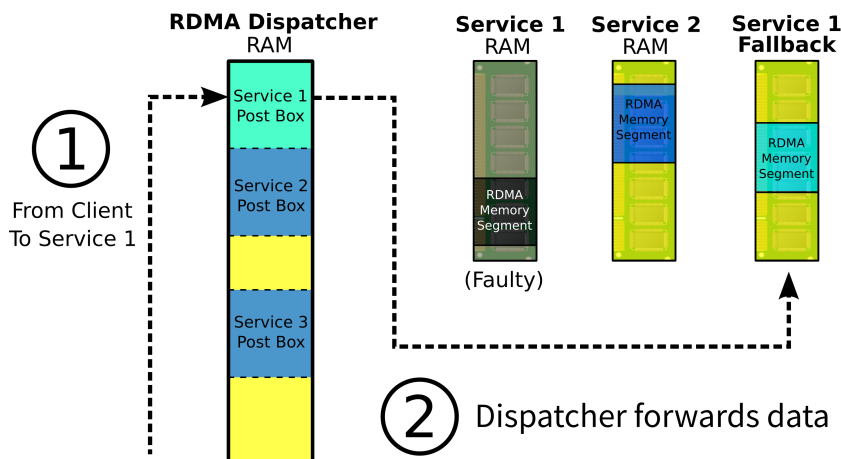 RDMA Dispatcher
RAM
Service 1
Post Box
Service 2
Post Box
Service 3
Post Box
1
From Client
To Service 1
Service 1
RAM
RDMA
Memory
Segment
(Faulty)
Service 2
RAM
RDMA
Memory
Segment
Service 1
Fallback
RDMA
Memory
Segment
2
Dispatcher forwards data